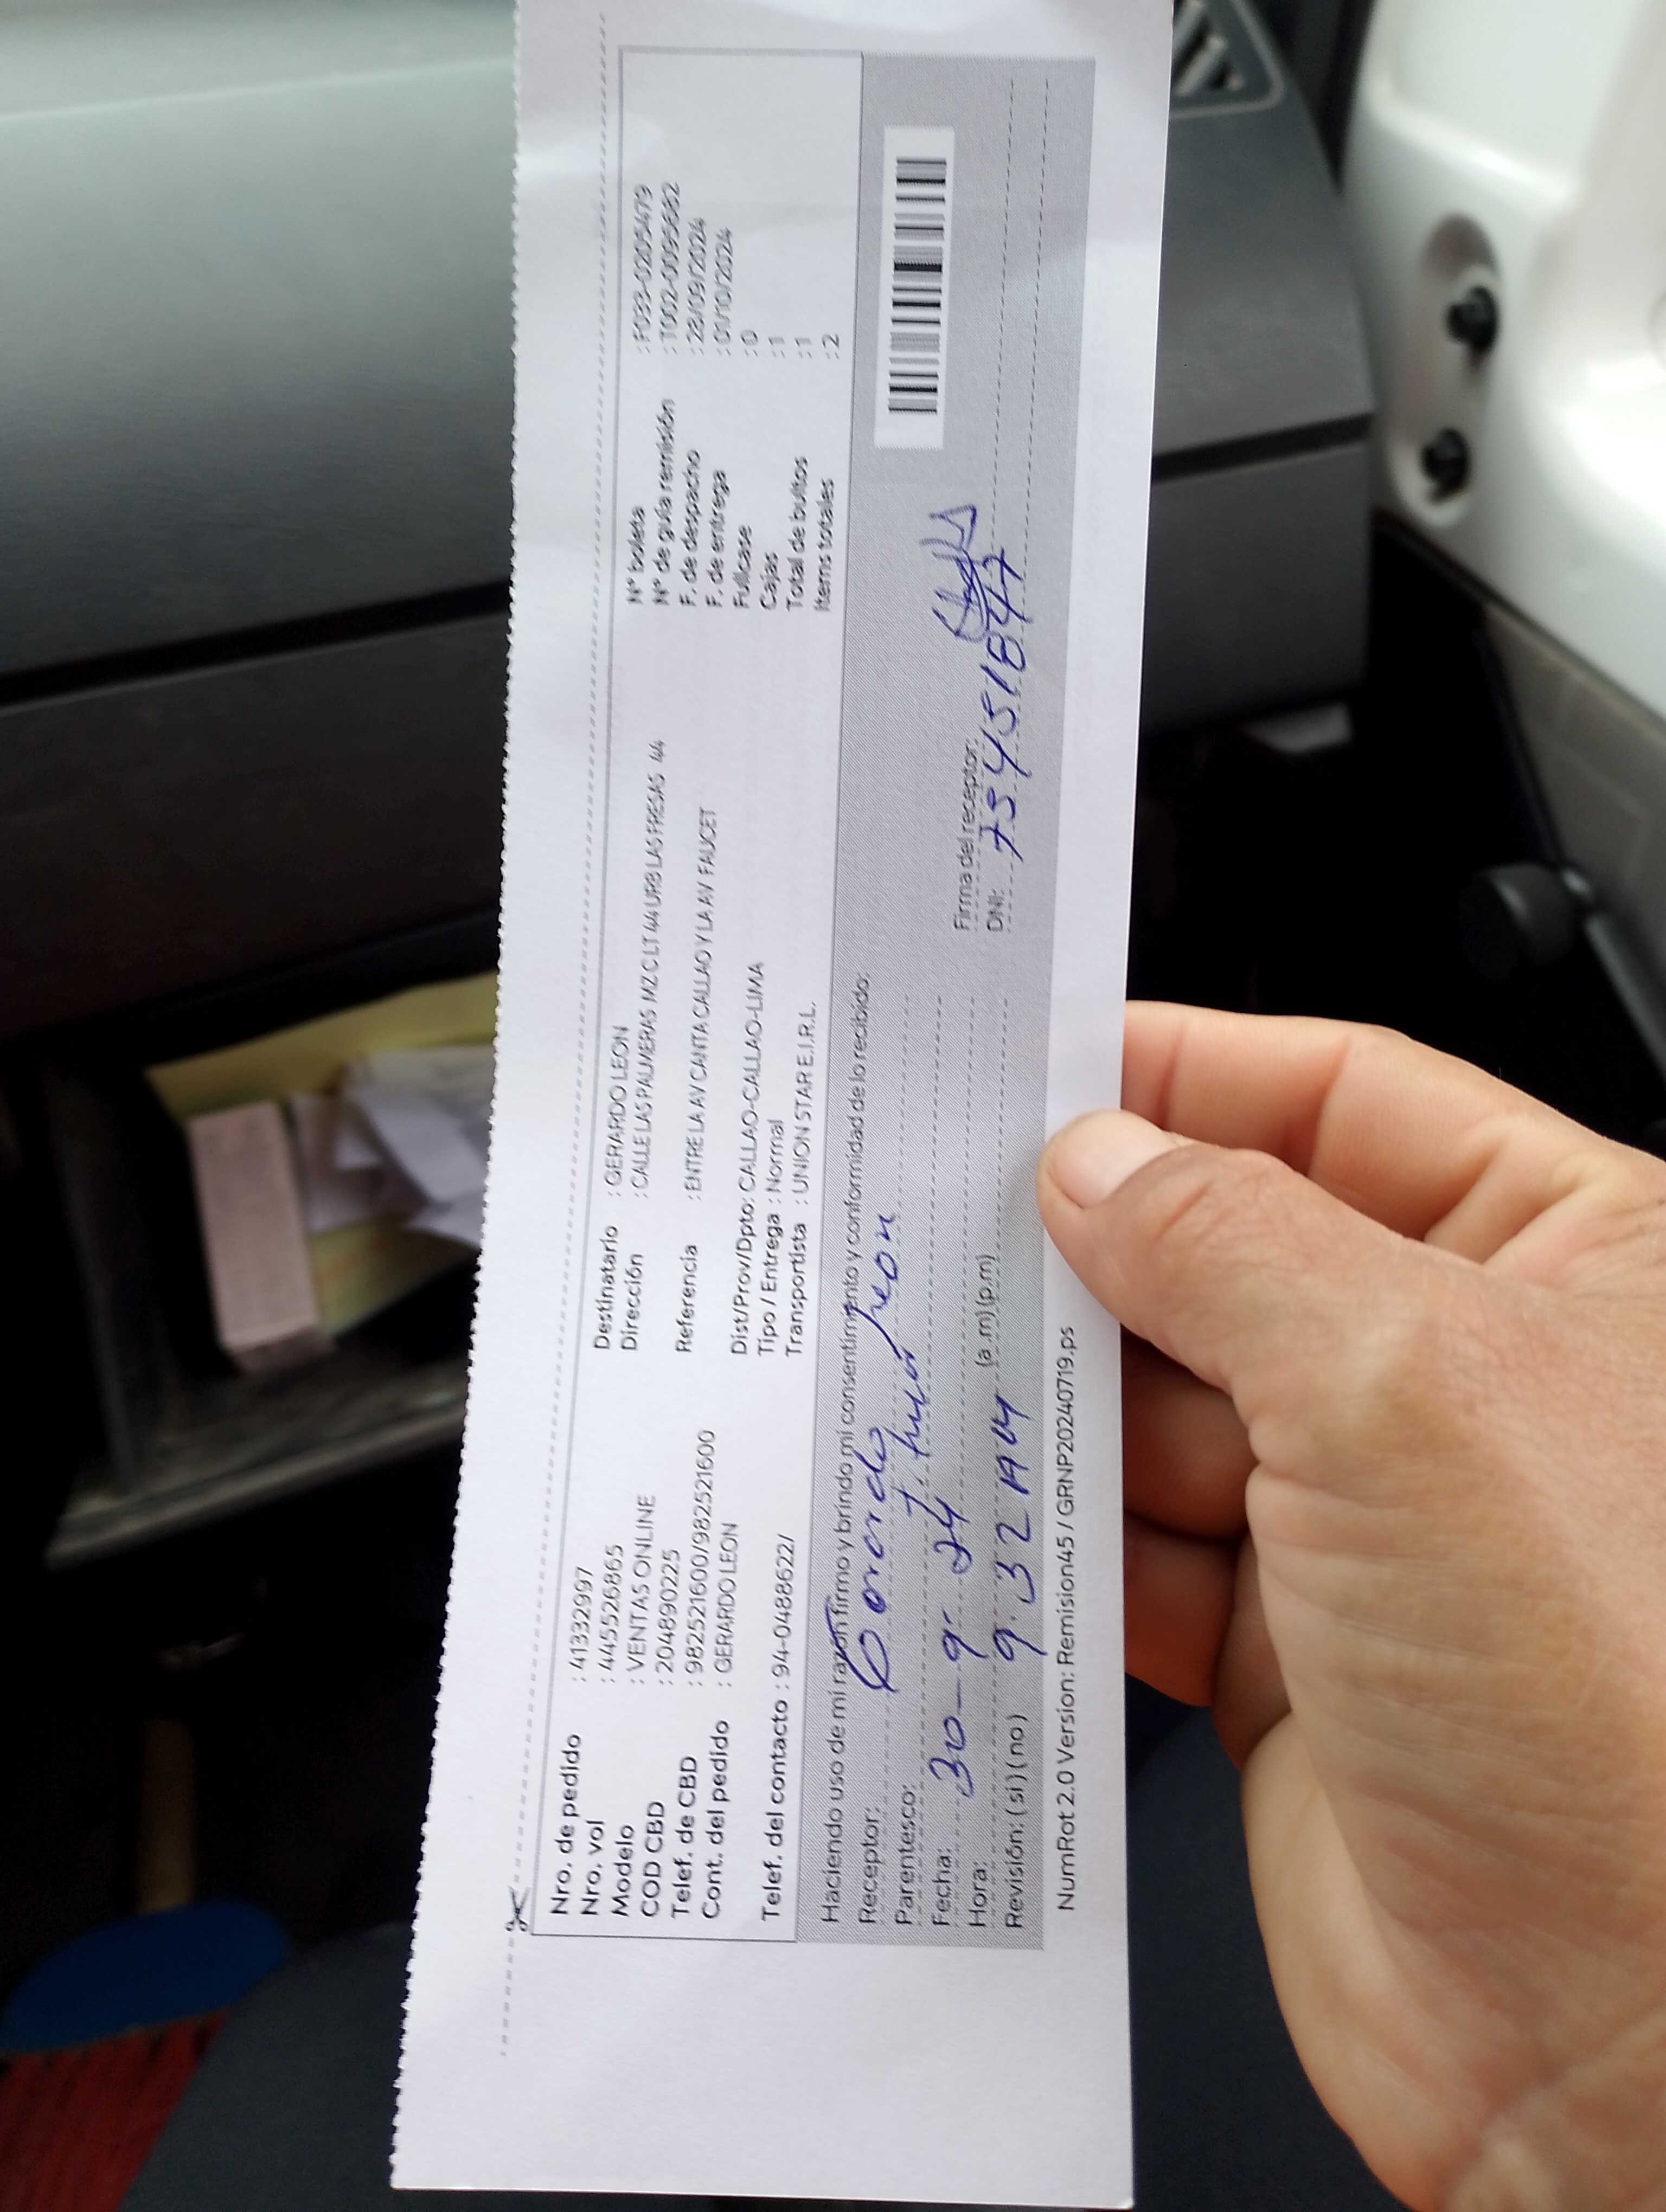 Nro. de pedido : 41332997
Nro. vol : 445526865
Modelo : VENTAS ONLINE
COD CBD : 204890225
Telef. de CBD : 982521600/982521600
Cont. del pedido : GERARDO LEON
Telef. del contacto : 94-0488622/
Destinatario : GERARDO LEON
Dirección : CALLE LAS PALMERAS MZ C LT 44 URB LAS FRESAS 44
Referencia : ENTRE LA AV CANTA CALLAO Y LA AV FAUCET
Dist/Prov/Dpto: CALLAO-CALLAO-LIMA
Tipo / Entrega : Normal
Transportista : UNION STAR E.I.R.L.
N° boleta : F099-0209479
N° de guía remisión : T002-0099682
F. de despacho : 28/09/2024
F. de entrega : 01/10/2024
Fullcase : 0
Cajas : 1
Total de bultos : 1
Items totales : 2
Haciendo uso de mi razón firmo y brindo mi consentimiento y conformidad de lo recibido:
Receptor: Leon
Parentesco:
Fecha: 30-9-24
Hora: 9:32 AM (a.m)(p.m)
Revisión: ( si ) ( no )
Firma del receptor:
DNI: 75451847
NumRot 2.0 Version: Remision45 / GRNP20240719.ps